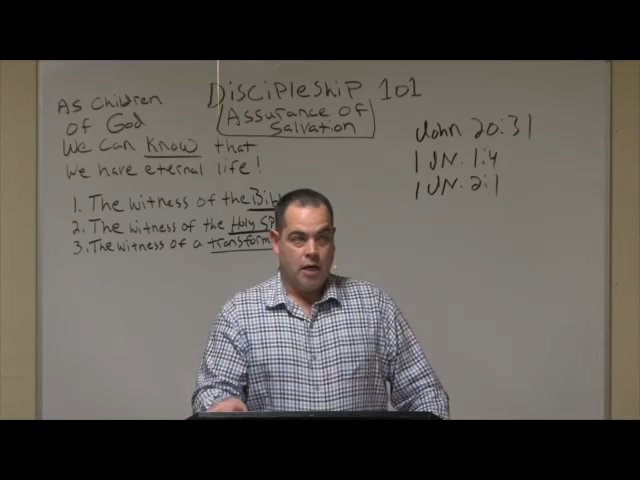 Discipleship 101
Assurance of
Salvation
As Children
of God
We can know that
We have eternal life!
1. The witness of the
2. The witness of the Holy
3. The witness of a
John 20:31
1 JN. 1:4
1 JN. 2:1